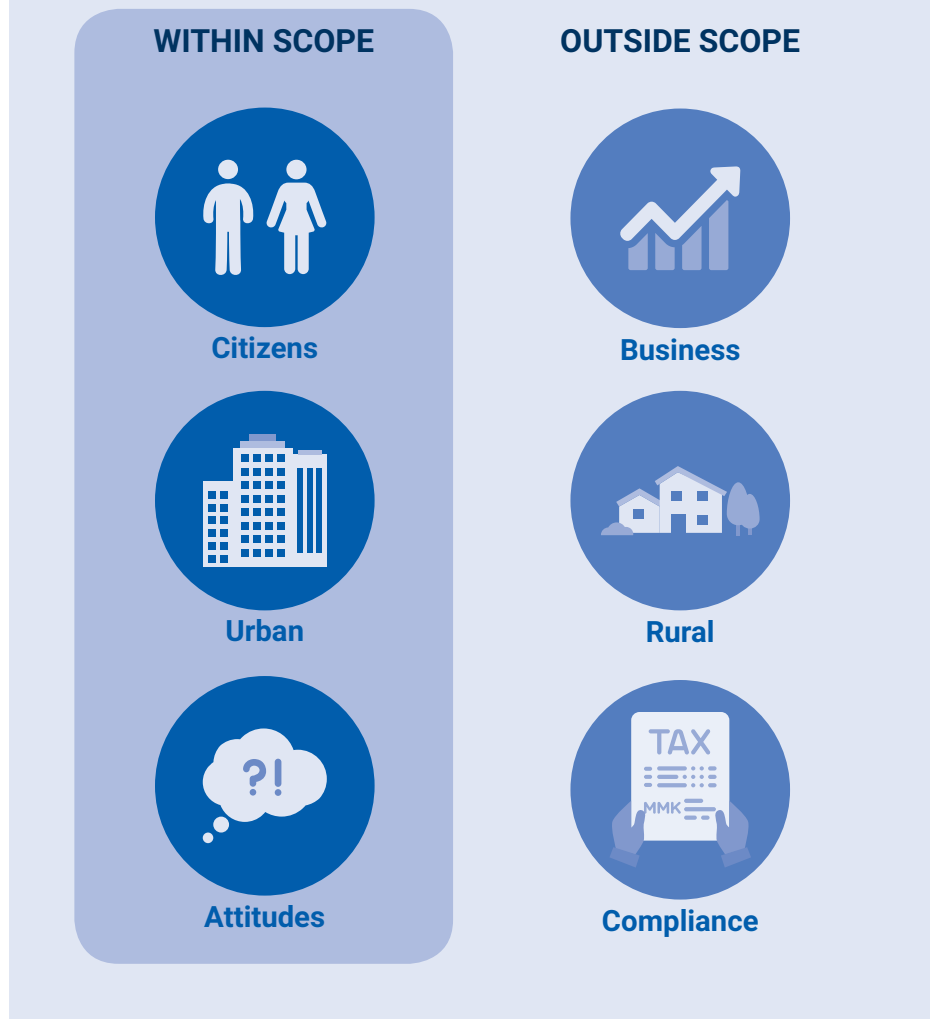 WITHIN SCOPE
OUTSIDE SCOPE
Citizens
Business
Urban
Rural
?!
Attitudes
TAX
MMK
Compliance